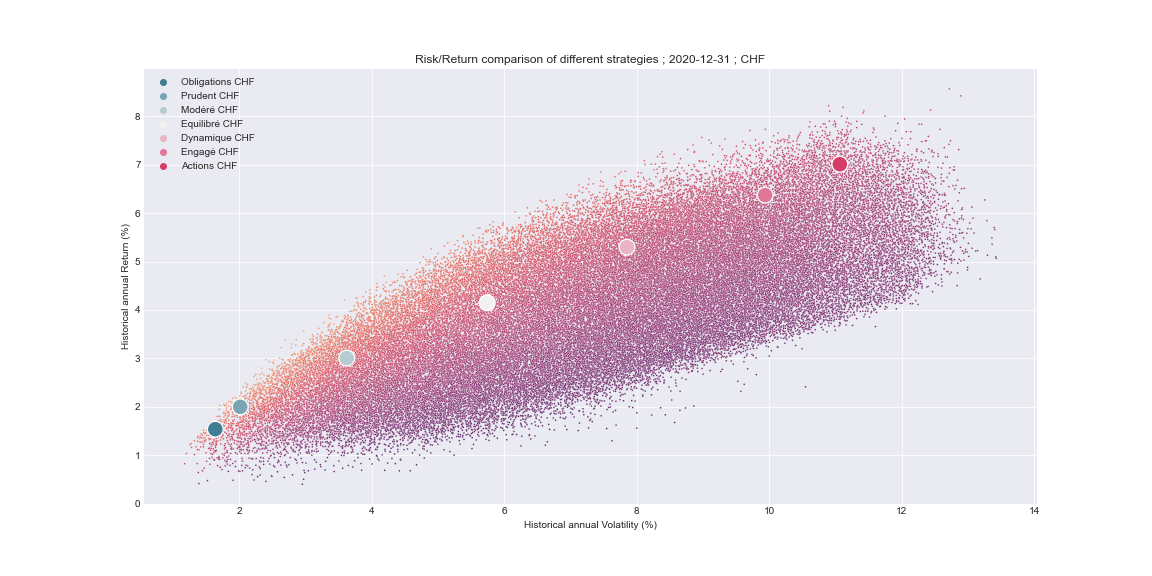 Risk/Return comparison of different strategies ; 2020-12-31 ; CHF
Obligations CHF
Prudent CHF
Modéré CHF
Equilibré CHF
Dynamique CHF
Engagé CHF
Actions CHF
Historical annual Return (%)
8
7
6
5
4
3
2
1
0
2
4
6
8
10
12
14
Historical annual Volatility (%)